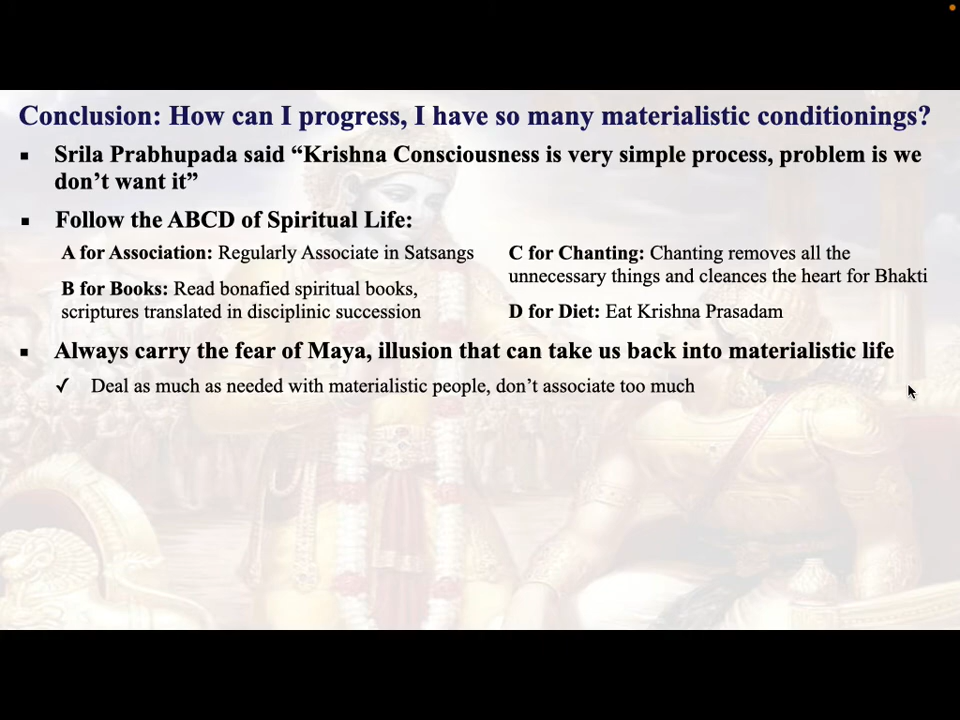 Conclusion: How can I progress, I have so many materialistic conditionings?
▪ Srila Prabhupada said “Krishna Consciousness is very simple process, problem is we
don’t want it”
▪ Follow the ABCD of Spiritual Life:
A for Association: Regularly Associate in Satsangs
B for Books: Read bonafied spiritual books,
scriptures translated in disciplinic succession
C for Chanting: Chanting removes all the
unnecessary things and cleances the heart for Bhakti
D for Diet: Eat Krishna Prasadam
▪ Always carry the fear of Maya, illusion that can take us back into materialistic life
✓ Deal as much as needed with materialistic people, don’t associate too much